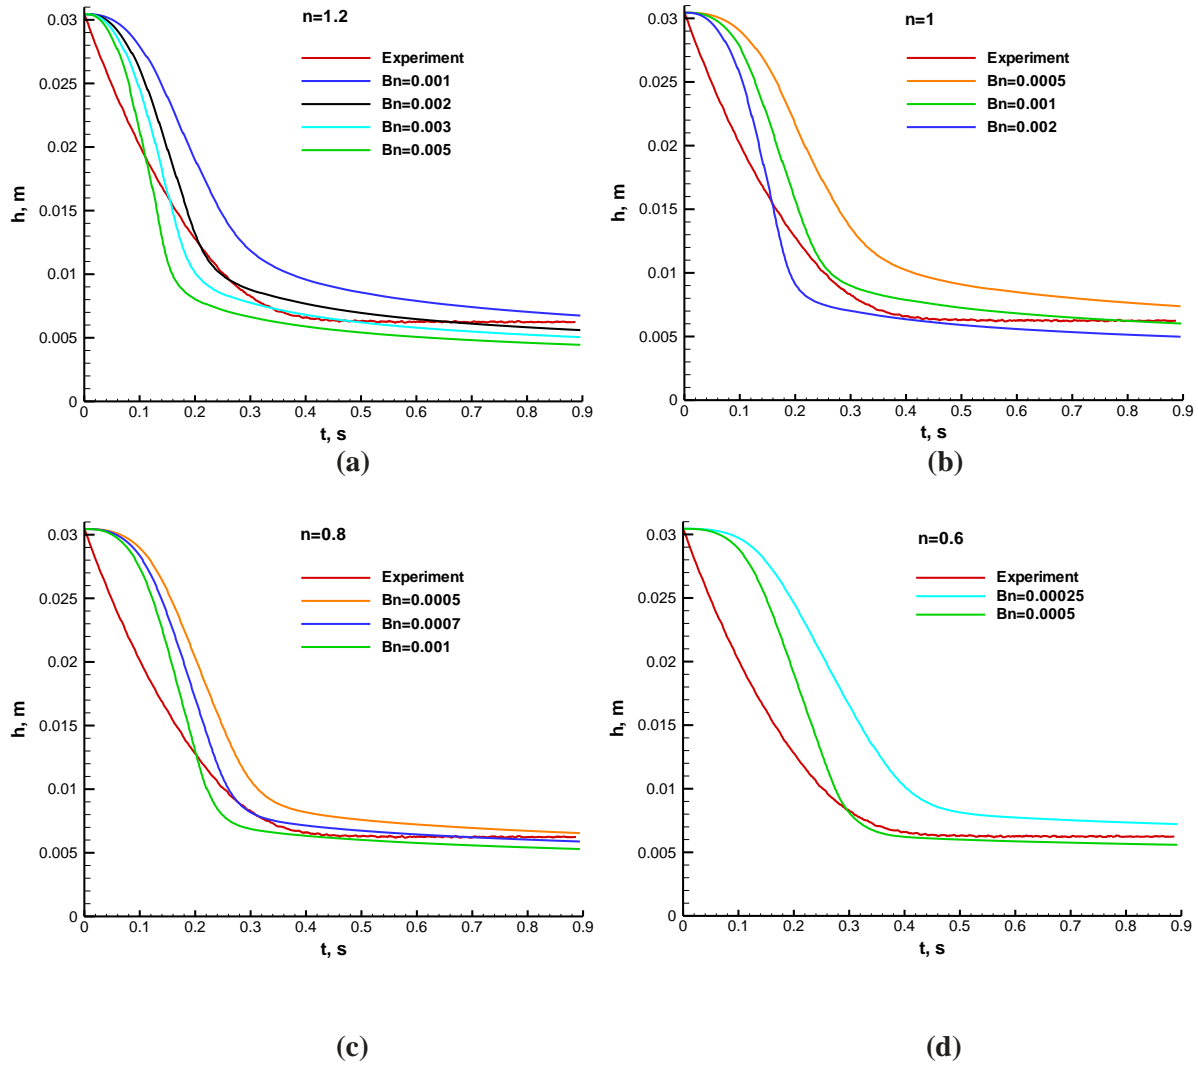 n=1.2
Experiment
Bn=0.001
Bn=0.002
Bn=0.003
Bn=0.005
0.03
0.025
0.02
0.015
0.01
0.005
0
h, m
0 0.1 0.2 0.3 0.4 0.5 0.6 0.7 0.8 0.9
t, s
(a)
n=1
Experiment
Bn=0.0005
Bn=0.001
Bn=0.002
0.03
0.025
0.02
0.015
0.01
0.005
0
h, m
0 0.1 0.2 0.3 0.4 0.5 0.6 0.7 0.8 0.9
t, s
(b)
n=0.8
Experiment
Bn=0.0005
Bn=0.0007
Bn=0.001
0.03
0.025
0.02
0.015
0.01
0.005
0
h, m
0 0.1 0.2 0.3 0.4 0.5 0.6 0.7 0.8 0.9
t, s
(c)
n=0.6
Experiment
Bn=0.00025
Bn=0.0005
0.03
0.025
0.02
0.015
0.01
0.005
0
h, m
0 0.1 0.2 0.3 0.4 0.5 0.6 0.7 0.8 0.9
t, s
(d)